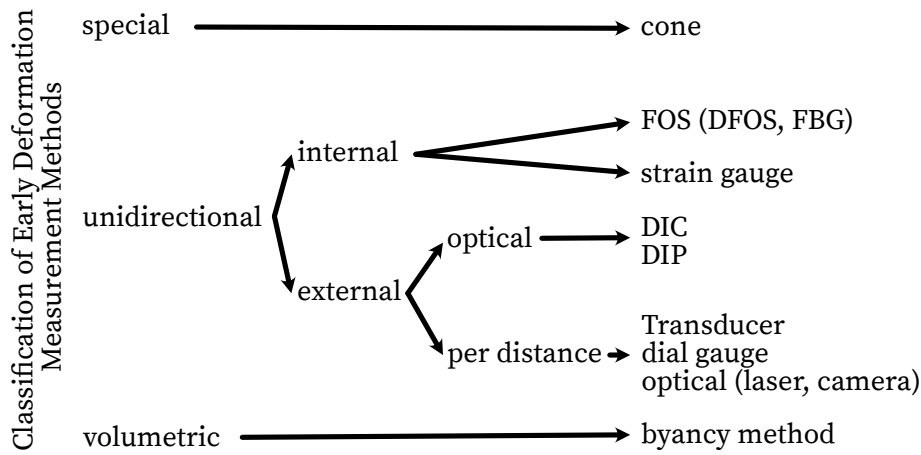 Classification of Early Deformation
Measurement Methods
special
cone
unidirectional
internal
FOS (DFOS, FBG)
strain gauge
external
optical
DIC
DIP
per distance
Transducer
dial gauge
optical (laser, camera)
volumetric
byancy method